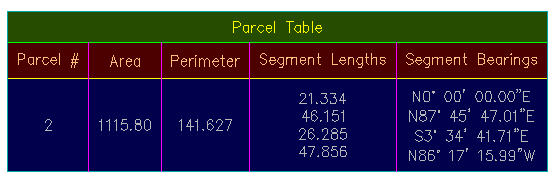 Parcel Table
Parcel # Area Perimeter Segment Lengths Segment Bearings
2 1115.80 141.627
21.334 N0° 00' 00.00"E
46.151 N87° 45' 47.01"E
26.285 S3° 34' 41.71"E
47.856 N86° 17' 15.99"W